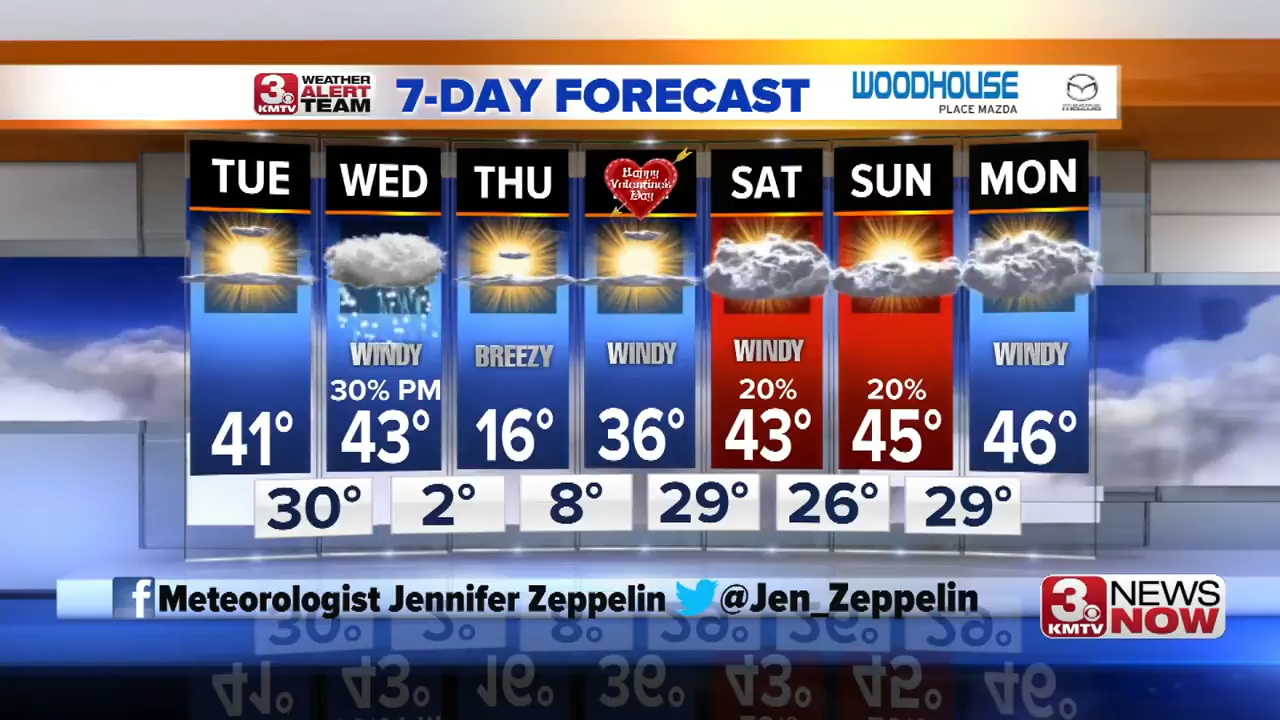 3 KMTV WEATHER ALERT TEAM 7-DAY FORECAST WOODHOUSE PLACE MAZDA mazda
TUE WED THU Happy Valentine's Day SAT SUN MON
WINDY BREEZY WINDY WINDY WINDY
30% PM 20% 20%
41° 43° 16° 36° 43° 45° 46°
30° 2° 8° 29° 26° 29°
f Meteorologist Jennifer Zeppelin @Jen_Zeppelin
3 KMTV NEWS NOW